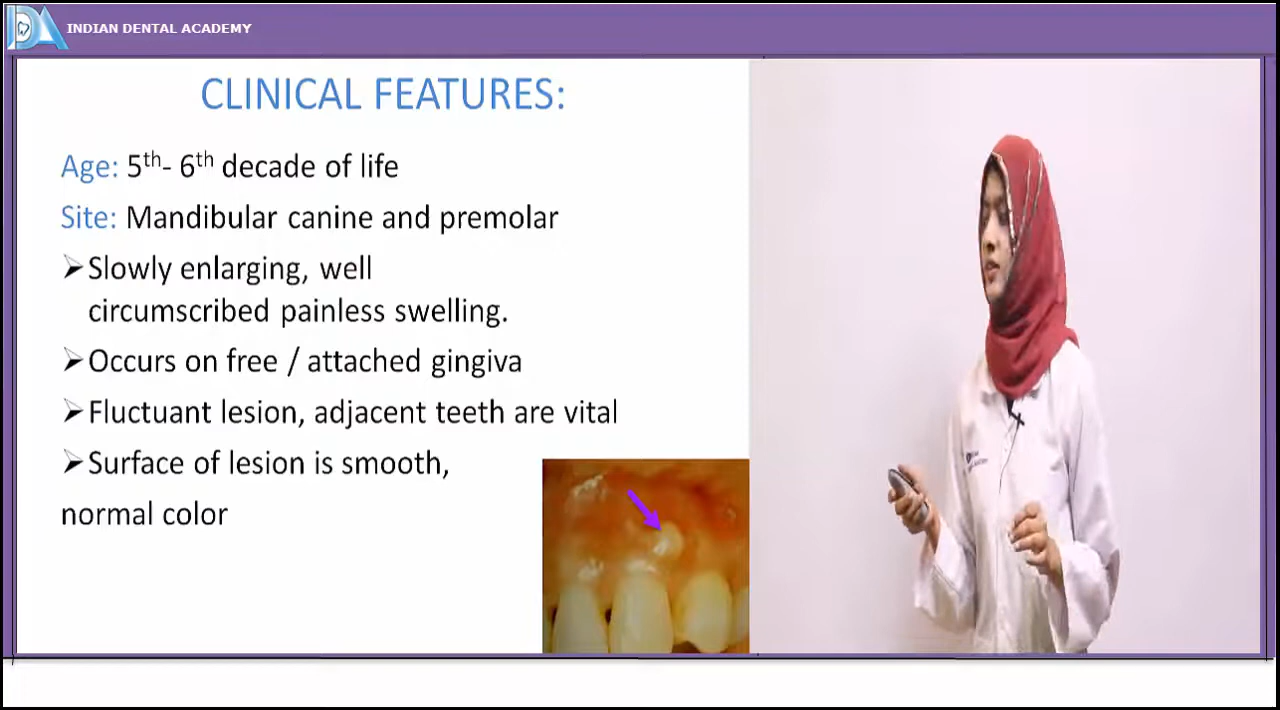 INDIAN DENTAL ACADEMY
CLINICAL FEATURES:
Age: 5th- 6th decade of life
Site: Mandibular canine and premolar
➢Slowly enlarging, well
circumscribed painless swelling.
➢Occurs on free / attached gingiva
➢Fluctuant lesion, adjacent teeth are vital
➢Surface of lesion is smooth,
normal color